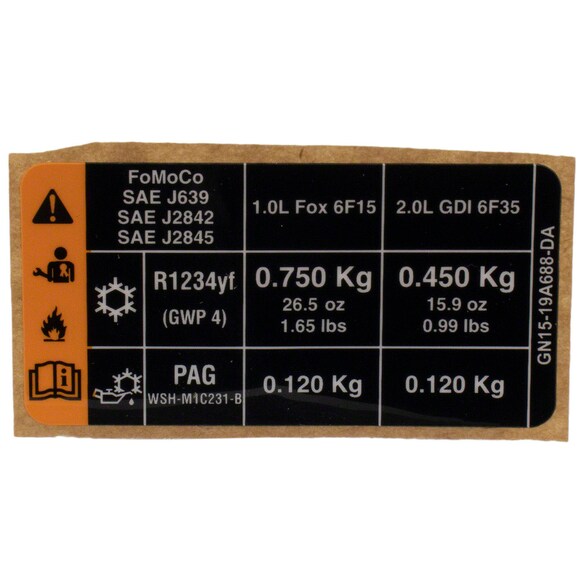 FoMoCo
SAE J639
SAE J2842
SAE J2845
1.0L Fox 6F15
2.0L GDI 6F35
R1234yf
(GWP 4)
0.750 Kg
26.5 oz
1.65 lbs
0.450 Kg
15.9 oz
0.99 lbs
PAG
WSH-M1C231-B
0.120 Kg
0.120 Kg
GN15-19A688-DA